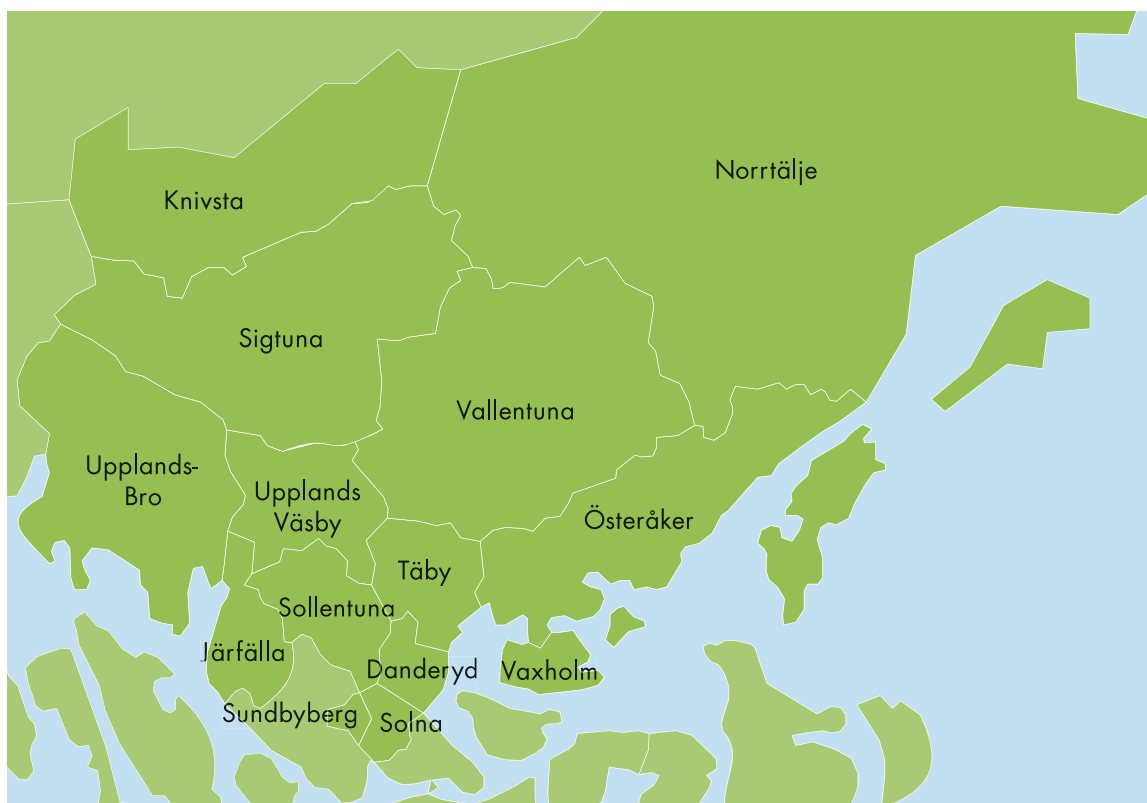 Norrtälje
Knivsta
Sigtuna
Vallentuna
Upplands-
Bro
Upplands
Väsby
Österåker
Täby
Sollentuna
Järfälla
Danderyd
Vaxholm
Sundbyberg
Solna